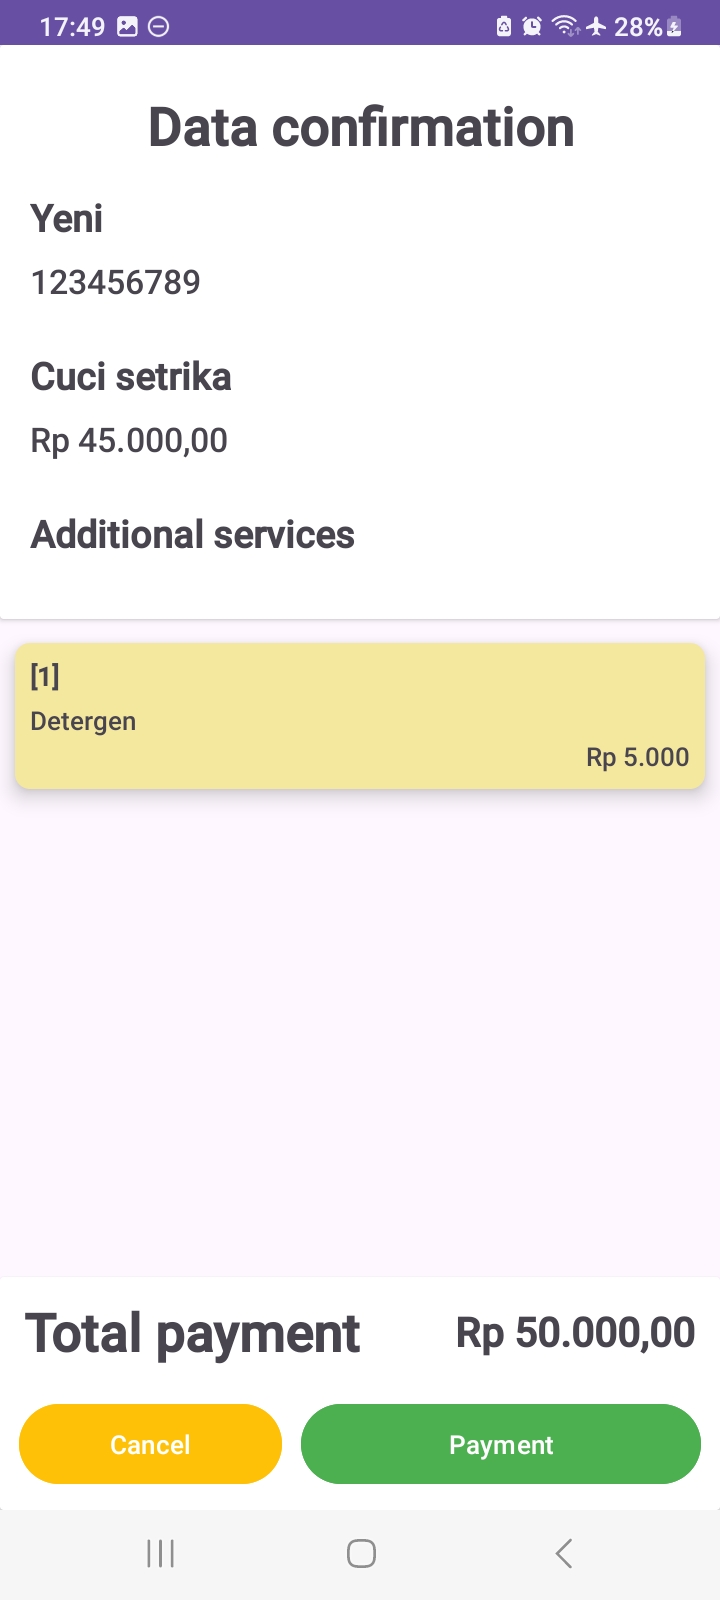 17:49
28%
Data confirmation
Yeni
123456789
Cuci setrika
Rp 45.000,00
Additional services
[1]
Detergen
Rp 5.000
Total payment
Rp 50.000,00
Cancel
Payment